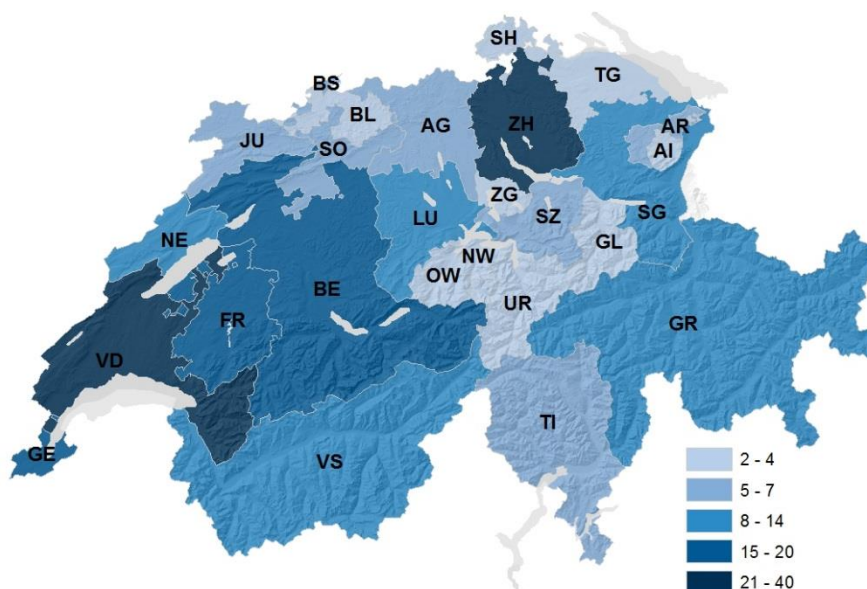 SH
BS
TG
BL
JU
AG
ZH
AR
SO
AI
ZG
LU
SZ
SG
NE
NW
GL
OW
BE
UR
FR
GR
VD
TI
GE
VS
2 - 4
5 - 7
8 - 14
15 - 20
21 - 40